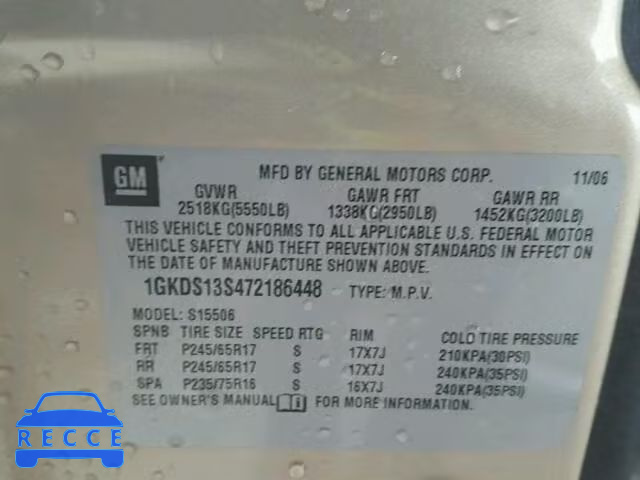 GM
MFD BY GENERAL MOTORS CORP. 11/06
GVWR GAWR FRT GAWR RR
2518KG(5550LB) 1338KG(2950LB) 1452KG(3200LB)
THIS VEHICLE CONFORMS TO ALL APPLICABLE U.S. FEDERAL MOTOR
VEHICLE SAFETY AND THEFT PREVENTION STANDARDS IN EFFECT ON
THE DATE OF MANUFACTURE SHOWN ABOVE.
1GKDS13S472186448 TYPE: M.P.V.
MODEL: S15506
SPNB TIRE SIZE SPEED RTG RIM COLD TIRE PRESSURE
FRT P245/65R17 S 17X7J 210KPA(30PSI)
RR P245/65R17 S 17X7J 240KPA(35PSI)
SPA P235/75R16 S 16X7J 240KPA(35PSI)
SEE OWNER'S MANUAL FOR MORE INFORMATION.
RECCE